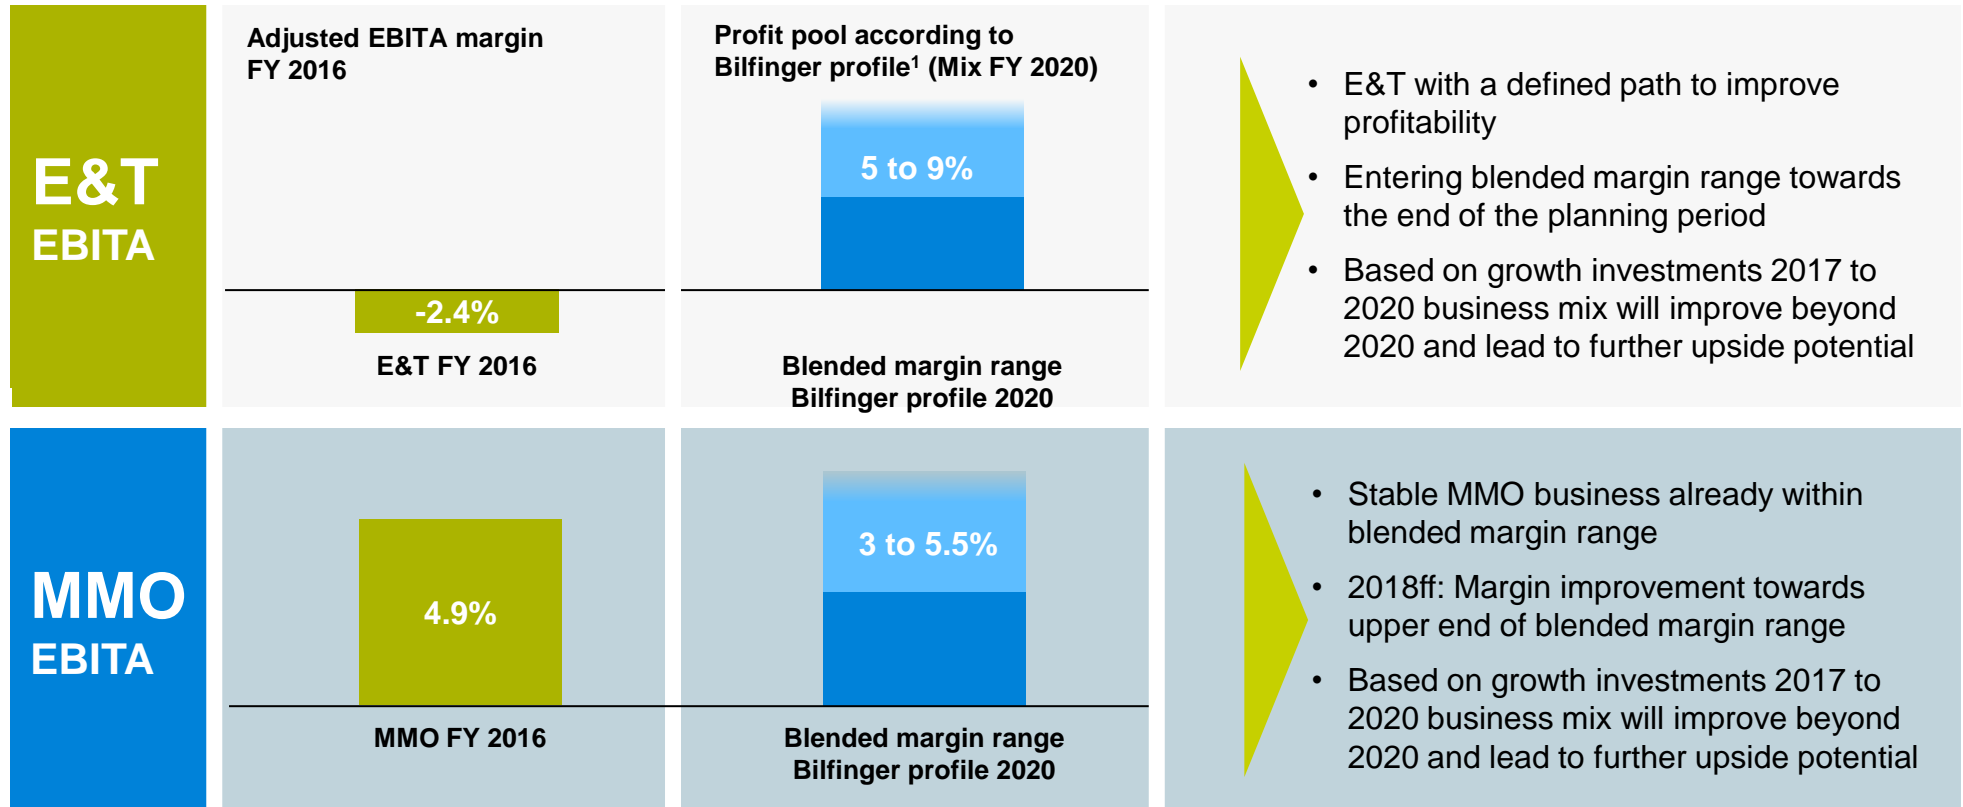 E&T
EBITA
Adjusted EBITA margin
FY 2016
-2.4%
E&T FY 2016
Profit pool according to
Bilfinger profile¹ (Mix FY 2020)
5 to 9%
Blended margin range
Bilfinger profile 2020
• E&T with a defined path to improve
profitability
• Entering blended margin range towards
the end of the planning period
• Based on growth investments 2017 to
2020 business mix will improve beyond
2020 and lead to further upside potential
MMO
EBITA
4.9%
MMO FY 2016
3 to 5.5%
Blended margin range
Bilfinger profile 2020
• Stable MMO business already within
blended margin range
• 2018ff: Margin improvement towards
upper end of blended margin range
• Based on growth investments 2017 to
2020 business mix will improve beyond
2020 and lead to further upside potential